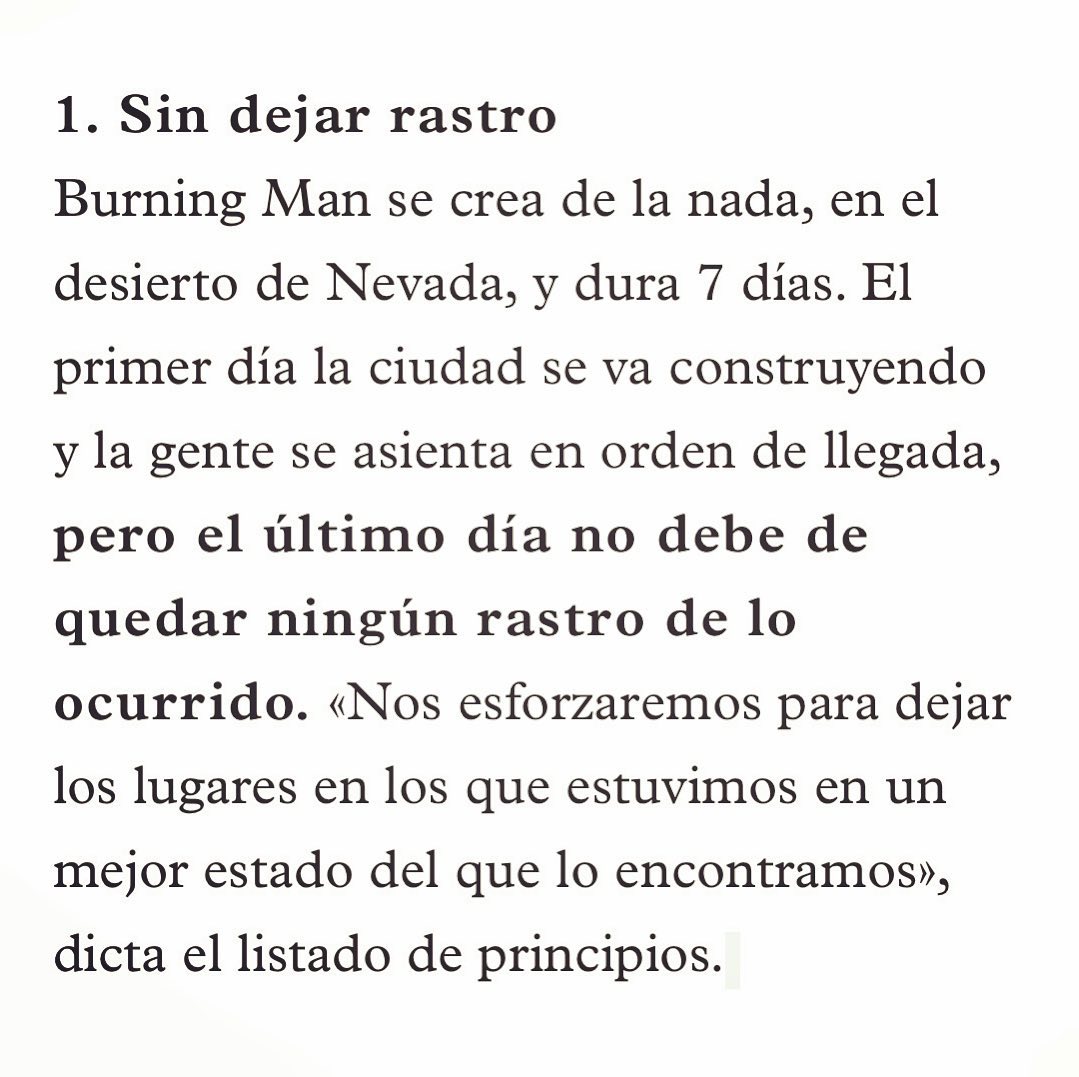 1. Sin dejar rastro
Burning Man se crea de la nada, en el
desierto de Nevada, y dura 7 días. El
primer día la ciudad se va construyendo
y la gente se asienta en orden de llegada,
pero el último día no debe de
quedar ningún rastro de lo
ocurrido. «Nos esforzaremos para dejar
los lugares en los que estuvimos en un
mejor estado del que lo encontramos»,
dicta el listado de principios.